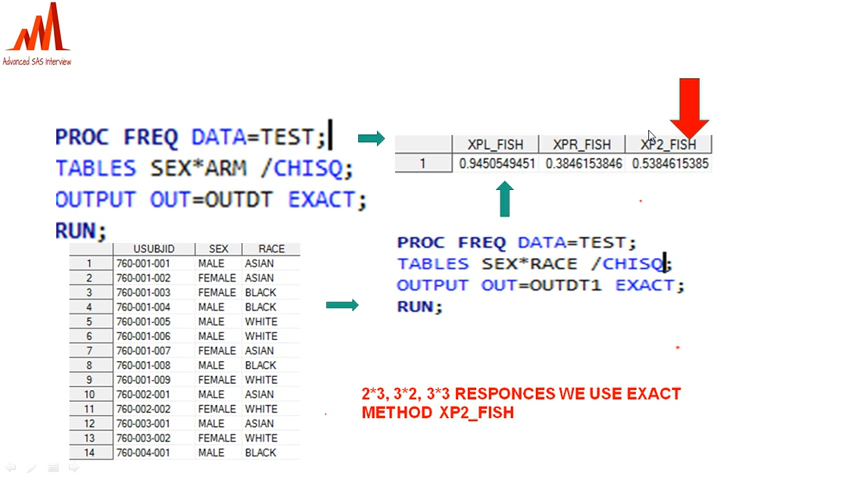 Advanced SAS Interview
PROC FREQ DATA=TEST;
TABLES SEX*ARM /CHISQ;
OUTPUT OUT=OUTDT EXACT;
RUN;
XPL_FISH XPR_FISH XP2_FISH
1 0.9450549451 0.3846153846 0.5384615385
PROC FREQ DATA=TEST;
TABLES SEX*RACE /CHISQ;
OUTPUT OUT=OUTDT1 EXACT;
RUN;
USUBJID SEX RACE
1 760-001-001 MALE ASIAN
2 760-001-002 FEMALE ASIAN
3 760-001-003 FEMALE BLACK
4 760-001-004 MALE BLACK
5 760-001-005 MALE WHITE
6 760-001-006 MALE WHITE
7 760-001-007 FEMALE ASIAN
8 760-001-008 MALE BLACK
9 760-001-009 FEMALE WHITE
10 760-002-001 MALE ASIAN
11 760-002-002 FEMALE WHITE
12 760-003-001 MALE ASIAN
13 760-003-002 FEMALE WHITE
14 760-004-001 MALE BLACK
2*3, 3*2, 3*3 RESPONCES WE USE EXACT
METHOD XP2_FISH